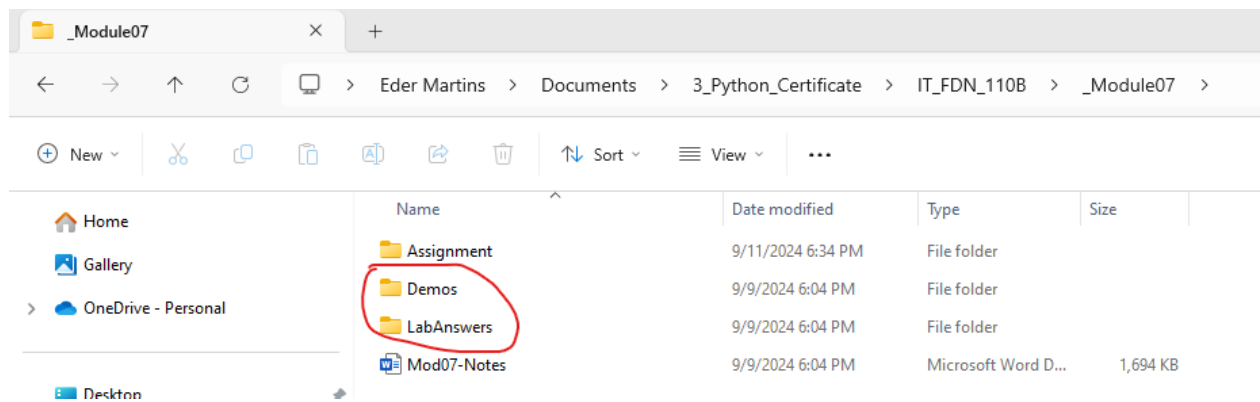 _Module07
Eder Martins > Documents > 3_Python_Certificate > IT_FDN_110B > _Module07 >
New Sort View ...
Home
Gallery
OneDrive - Personal
Desktop
Name Date modified Type Size
Assignment 9/11/2024 6:34 PM File folder
Demos 9/9/2024 6:04 PM File folder
LabAnswers 9/9/2024 6:04 PM File folder
Mod07-Notes 9/9/2024 6:04 PM Microsoft Word D... 1,694 KB